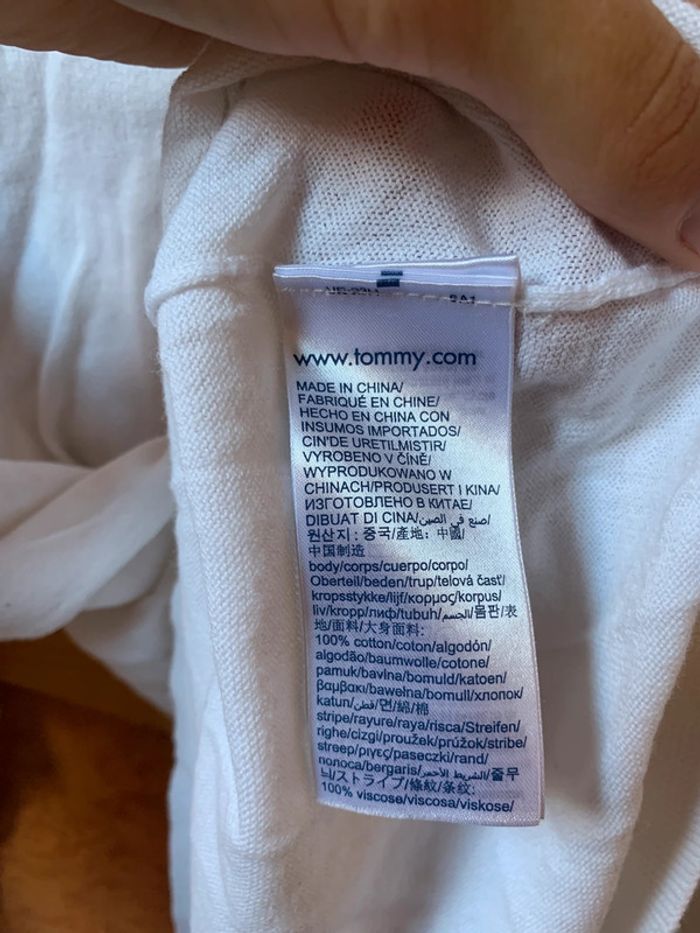 www.tommy.com
MADE IN CHINA/
FABRIQUÉ EN CHINE/
HECHO EN CHINA CON
INSUMOS IMPORTADOS/
CIN'DE URETILMISTIR/
VYROBENO V ČÍNĚ/
WYPRODUKOWANO W
CHINACH/PRODUSERT I KINA/
ИЗГОТОВЛЕНО В КИТАЕ/
DIBUAT DI CINA/صنع في الصين/
원산지 : 중국/產地: 中國/
中国制造
body/corps/cuerpo/corpo/
Oberteil/beden/trup/telová časť/
kropsstykke/lijf/κορμος/korpus/
liv/kropp/лиф/tubuh/الجسم/몸판/表
地/面料/大身面料:
100% cotton/coton/algodón/
algodão/baumwolle/cotone/
pamuk/bavlna/bomuld/katoen/
βαμβακι/bawełna/bomull/хлопок/
katun/قطن/면/綿/棉
stripe/rayure/raya/risca/Streifen/
righe/cizgi/proužek/prúžok/stribe/
streep/ριγες/paseczki/rand/
полоса/bergaris/الشريط الأحمر/줄무
늬/ストライプ/條紋/条纹:
100% viscose/viscosa/viskose/